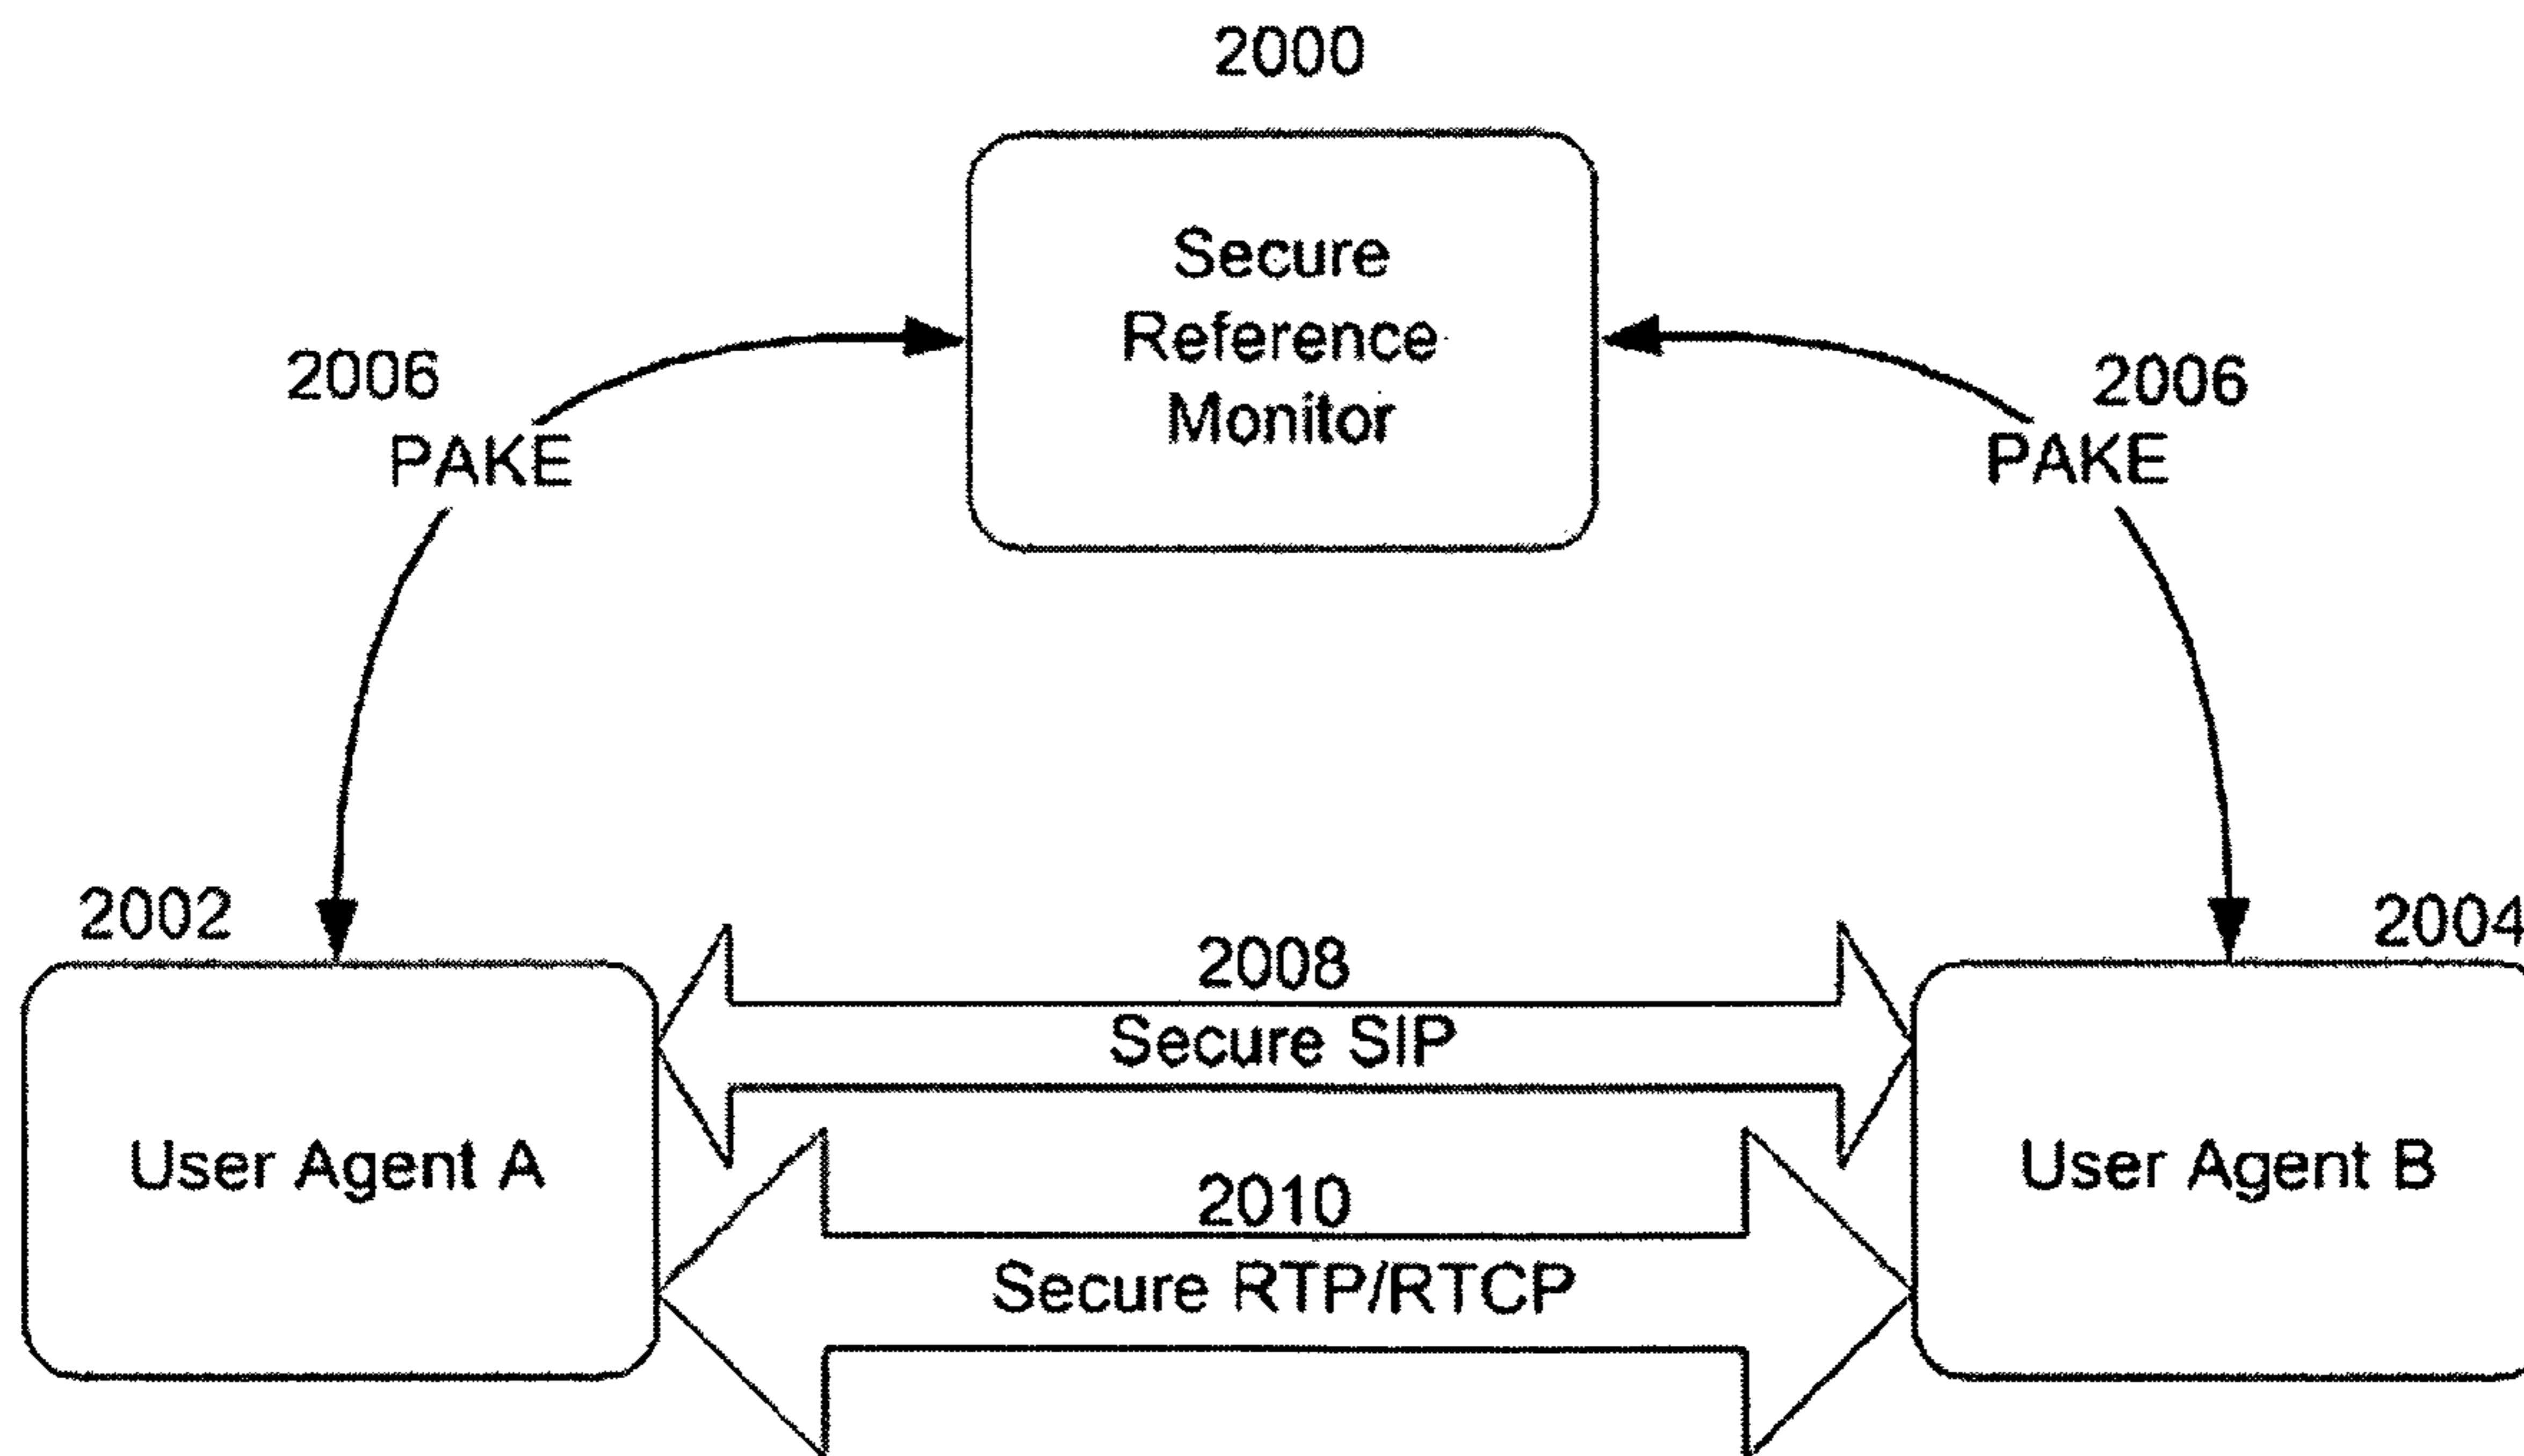 2000
Secure
Reference
Monitor
2006
PAKE
2006
PAKE
2002
2004
2008
Secure SIP
User Agent A
User Agent B
2010
Secure RTP/RTCP